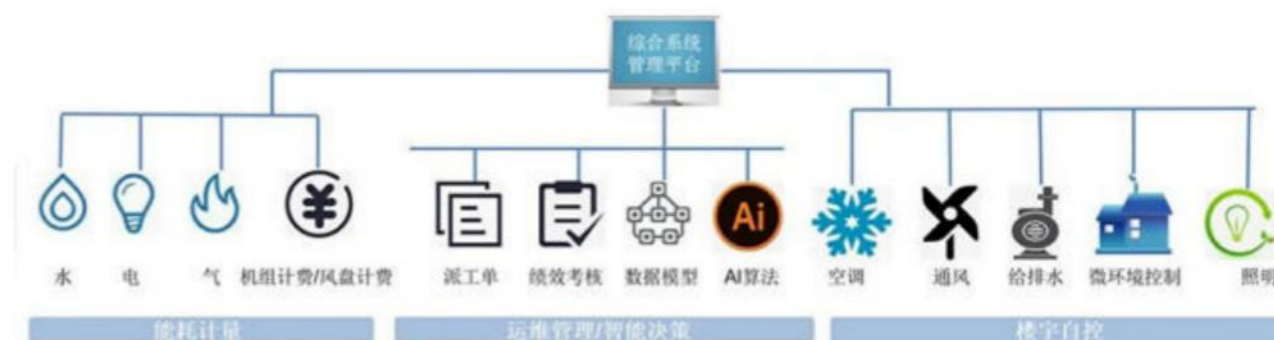 综合系统
管理平台
水
电
气
机组计费/风盘计费
派工单
绩效考核
数据模型
Ai
AI算法
空调
通风
给排水
微环境控制
照明
能耗计量
运维管理/智能决策
楼宇自控